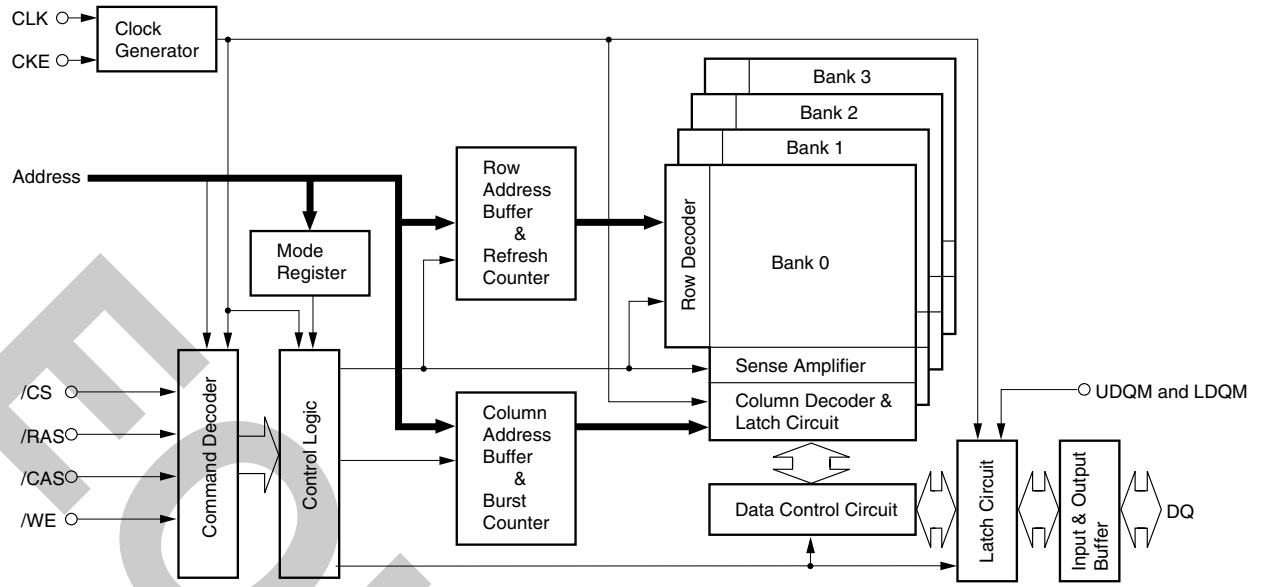 CLK
CKE
Clock
Generator
Bank 3
Bank 2
Bank 1
Address
Row
Address
Buffer
&
Refresh
Counter
Row Decoder
Bank 0
Mode
Register
Sense Amplifier
Column Decoder &
Latch Circuit
/CS
/RAS
/CAS
/WE
Command Decoder
Control Logic
Column
Address
Buffer
&
Burst
Counter
UDQM and LDQM
Data Control Circuit
Latch Circuit
Input & Output
Buffer
DQ